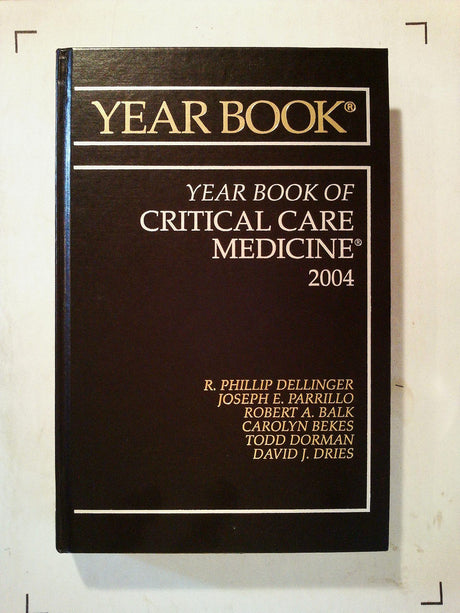 YEAR BOOK®
YEAR BOOK OF
CRITICAL CARE
MEDICINE®
2004
R. PHILLIP DELLINGER
JOSEPH E. PARRILLO
ROBERT A. BALK
CAROLYN BEKES
TODD DORMAN
DAVID J. DRIES